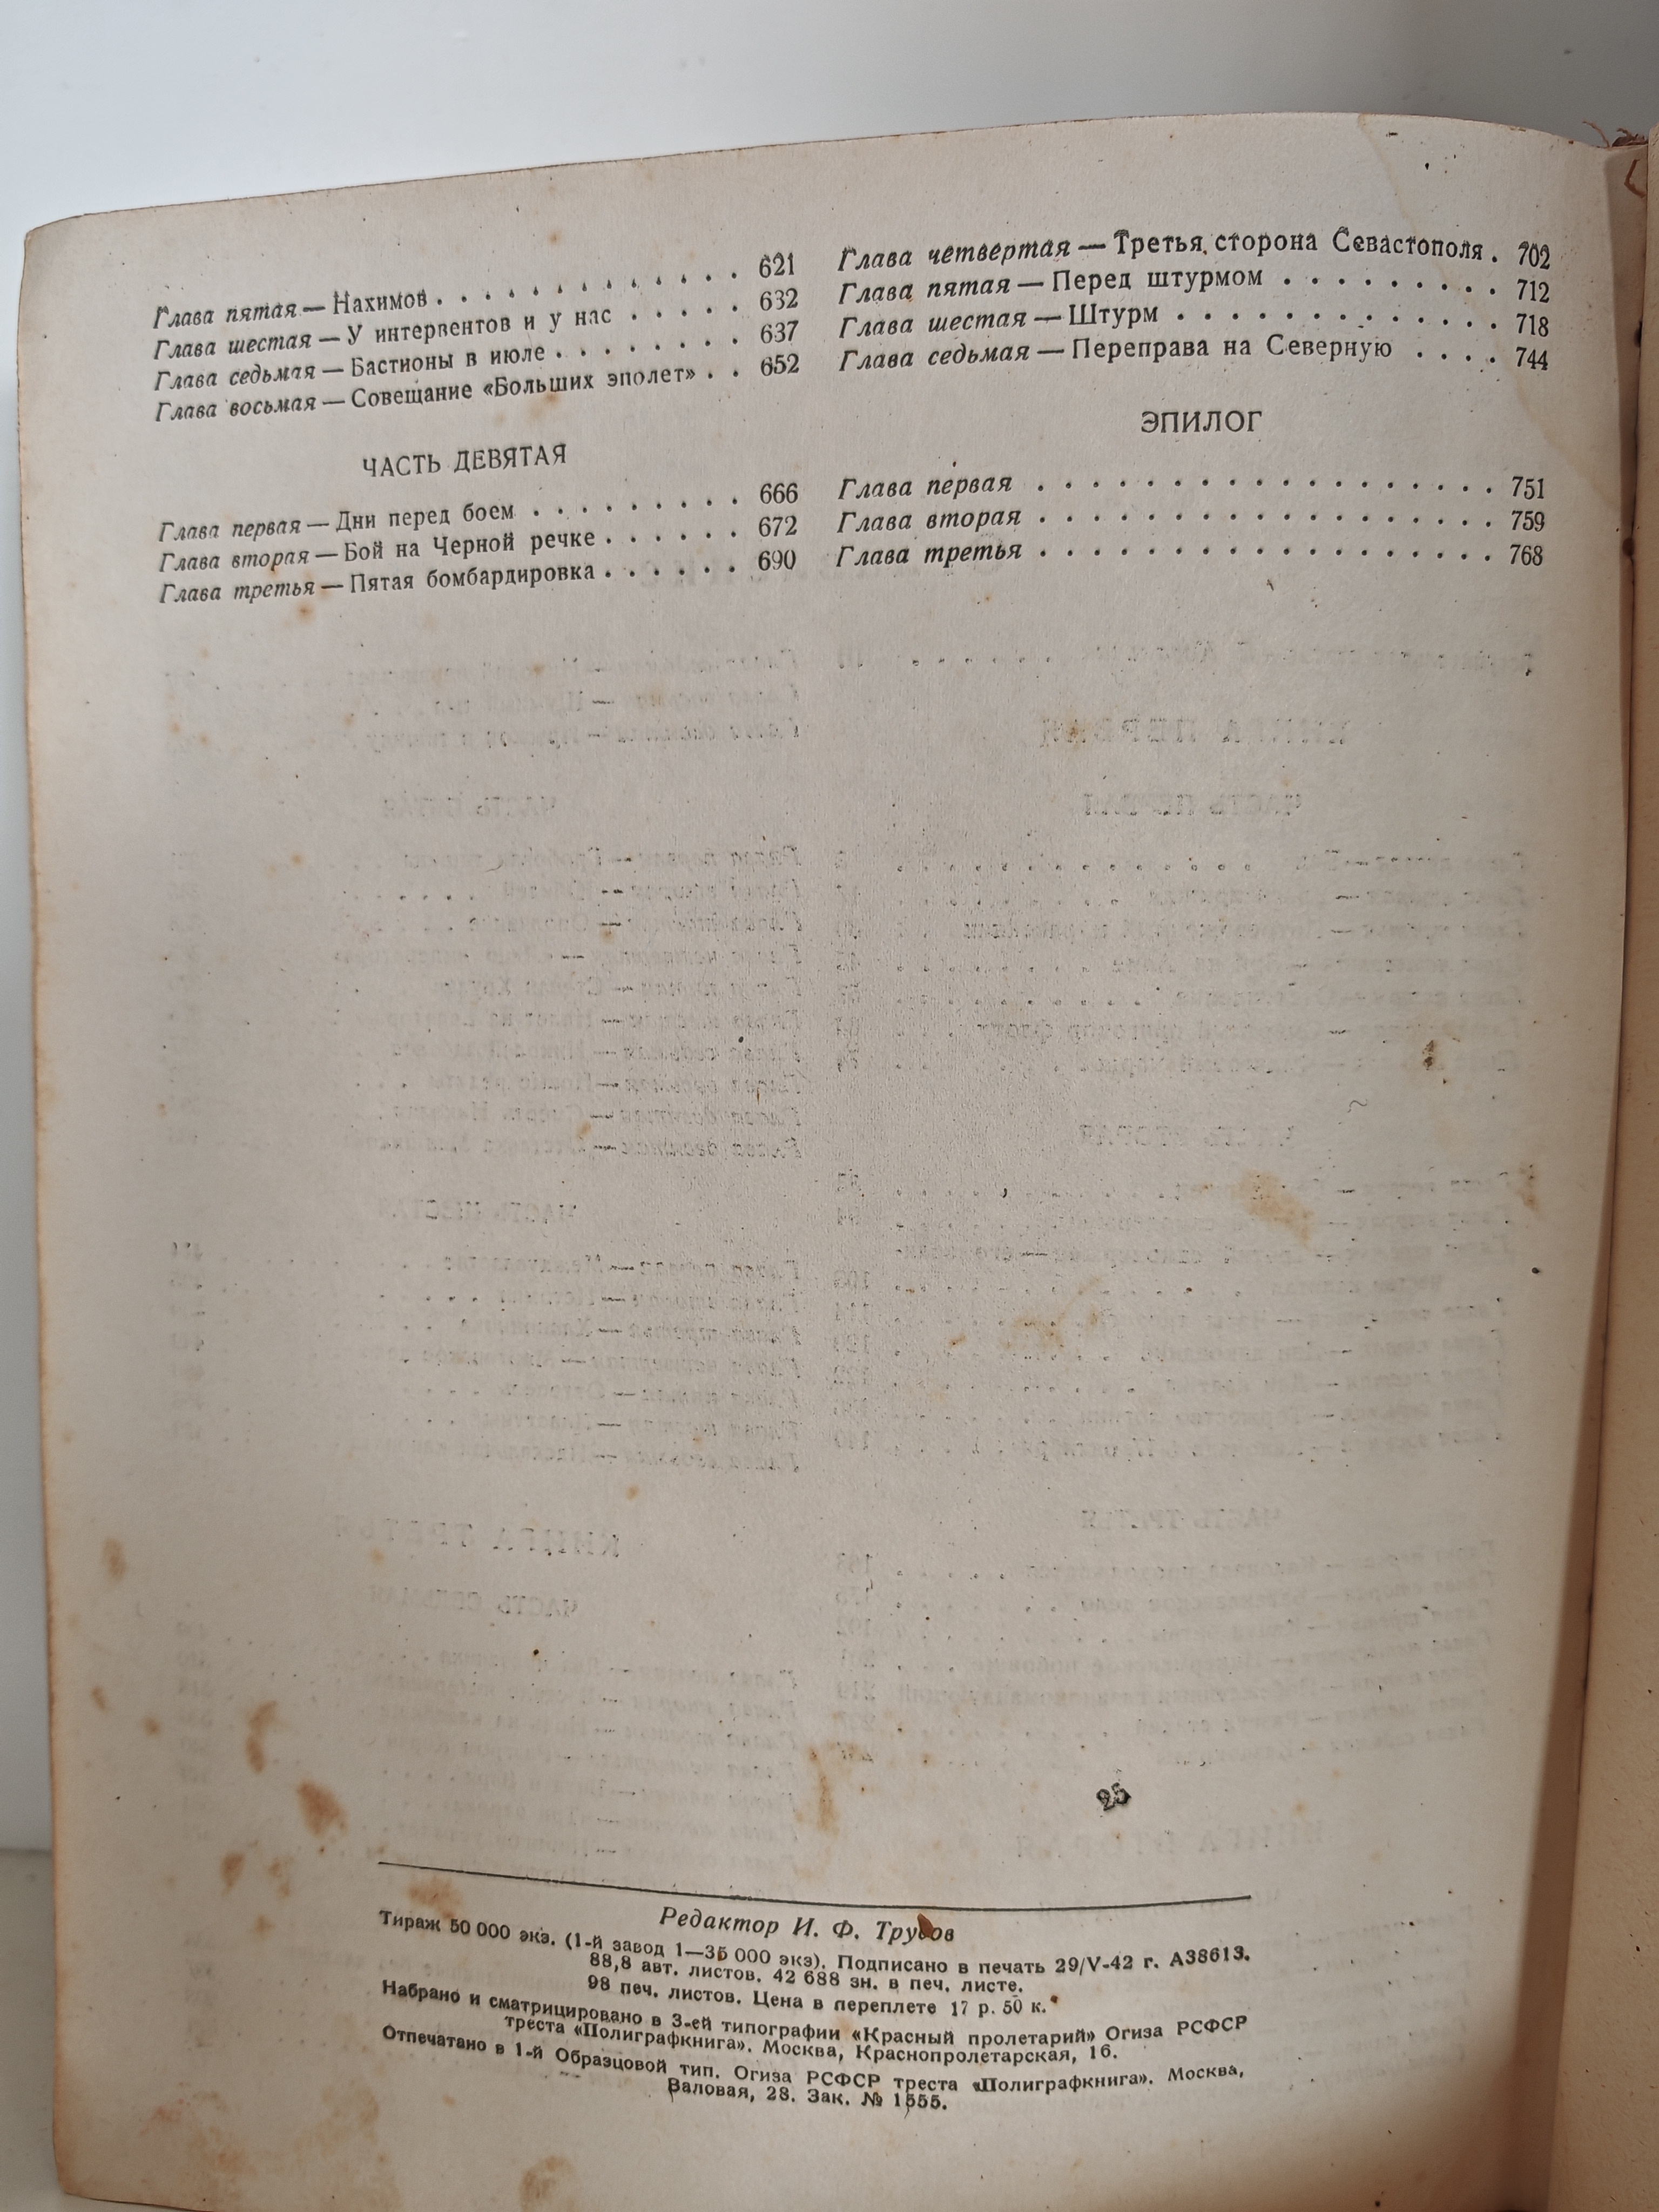 Глава пятая — Нахимов . . . . . . . . . . . . 621
Глава шестая — У интервентов и у нас . . . . . 632
Глава седьмая — Бастионы в июле . . . . . . . . 637
Глава восьмая — Совещание «Больших эполет» . . 652
ЧАСТЬ ДЕВЯТАЯ
Глава первая — Дни перед боем . . . . . . . . . 666
Глава вторая — Бой на Черной речке . . . . . . 672
Глава третья — Пятая бомбардировка . . . . . . 690
Глава четвертая — Третья сторона Севастополя . 702
Глава пятая — Перед штурмом . . . . . . . . . 712
Глава шестая — Штурм . . . . . . . . . . . . . 718
Глава седьмая — Переправа на Северную . . . . 744
ЭПИЛОГ
Глава первая . . . . . . . . . . . . . . . . . . 751
Глава вторая . . . . . . . . . . . . . . . . . . 759
Глава третья . . . . . . . . . . . . . . . . . . 768
25
Редактор И. Ф. Трусов
Тираж 50 000 экз. (1-й завод 1—35 000 экз). Подписано в печать 29/V-42 г. А38613.
88,8 авт. листов. 42 688 зн. в печ. листе.
98 печ. листов. Цена в переплете 17 р. 50 к.
Набрано и сматрицировано в 3-ей типографии «Красный пролетарий» Огиза РСФСР
треста «Полиграфкнига». Москва, Краснопролетарская, 16.
Отпечатано в 1-й Образцовой тип. Огиза РСФСР треста «Полиграфкнига». Москва,
Валовая, 28. Зак. № 1555.